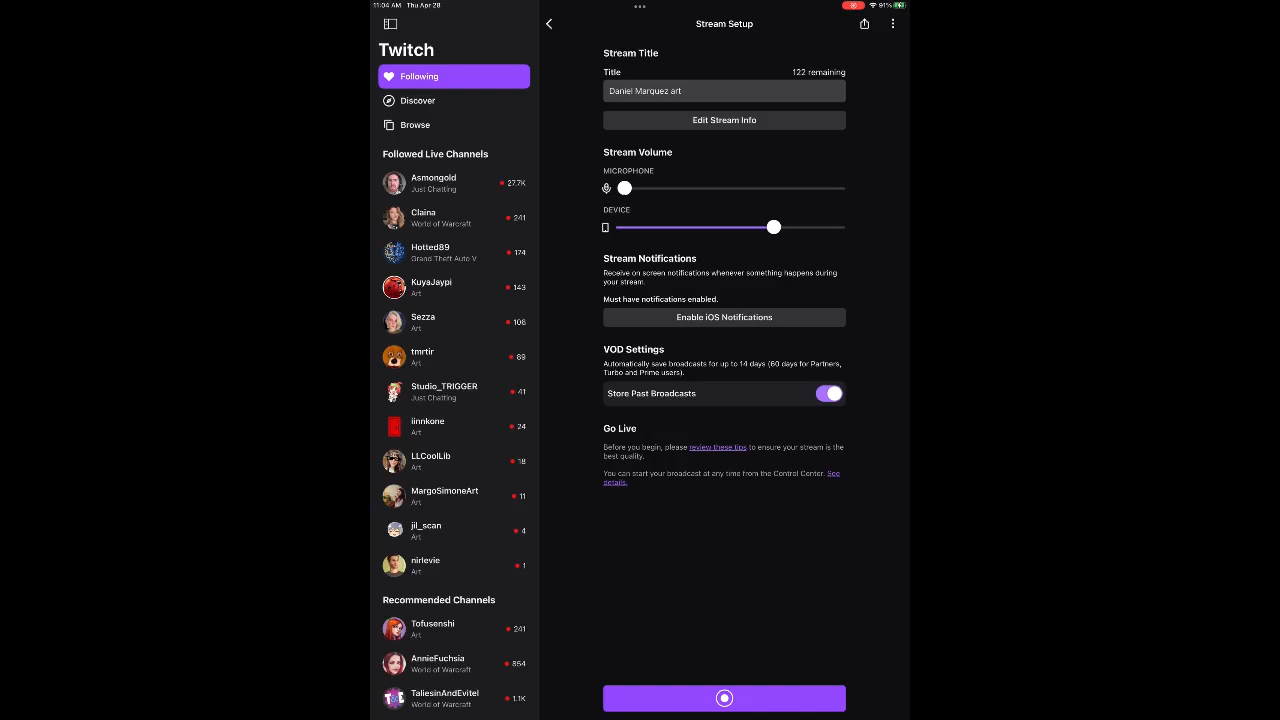 11:04 AM Thu Apr 28
91%
Twitch
Following
Discover
Browse
Followed Live Channels
Asmongold
Just Chatting
27.7K
Claina
World of Warcraft
241
Hotted89
Grand Theft Auto V
174
KuyaJaypi
Art
143
Sezza
Art
106
tmrtir
Art
89
Studio_TRIGGER
Just Chatting
41
iinnkone
Art
24
LLCoolLib
Art
18
MargoSimoneArt
Art
11
jil_scan
Art
4
nirlevie
Art
1
Recommended Channels
Tofusenshi
Art
241
AnnieFuchsia
World of Warcraft
854
TaliesinAndEvitel
World of Warcraft
1.1K
Stream Setup
Stream Title
Title
122 remaining
Daniel Marquez art
Edit Stream Info
Stream Volume
MICROPHONE
DEVICE
Stream Notifications
Receive on screen notifications whenever something happens during
your stream.
Must have notifications enabled.
Enable iOS Notifications
VOD Settings
Automatically save broadcasts for up to 14 days (60 days for Partners,
Turbo and Prime users).
Store Past Broadcasts
Go Live
Before you begin, please review these tips to ensure your stream is the
best quality.
You can start your broadcast at any time from the Control Center. See
details.